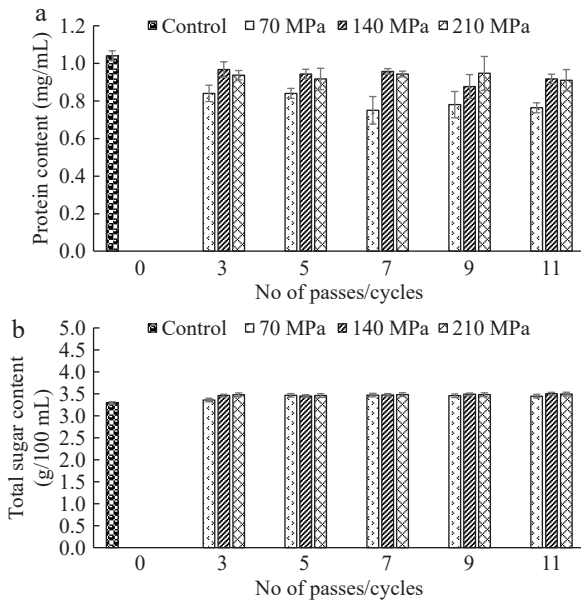 a
Control 70 MPa 140 MPa 210 MPa
1.2
1.0
0.8
0.6
0.4
0.2
0.0
Protein content (mg/mL)
0 3 5 7 9 11
No of passes/cycles
b
Control 70 MPa 140 MPa 210 MPa
5.0
4.5
4.0
3.5
3.5
2.5
2.0
1.5
1.0
0.5
0.0
Total sugar content
(g/100 mL)
0 3 5 7 9 11
No of passes/cycles